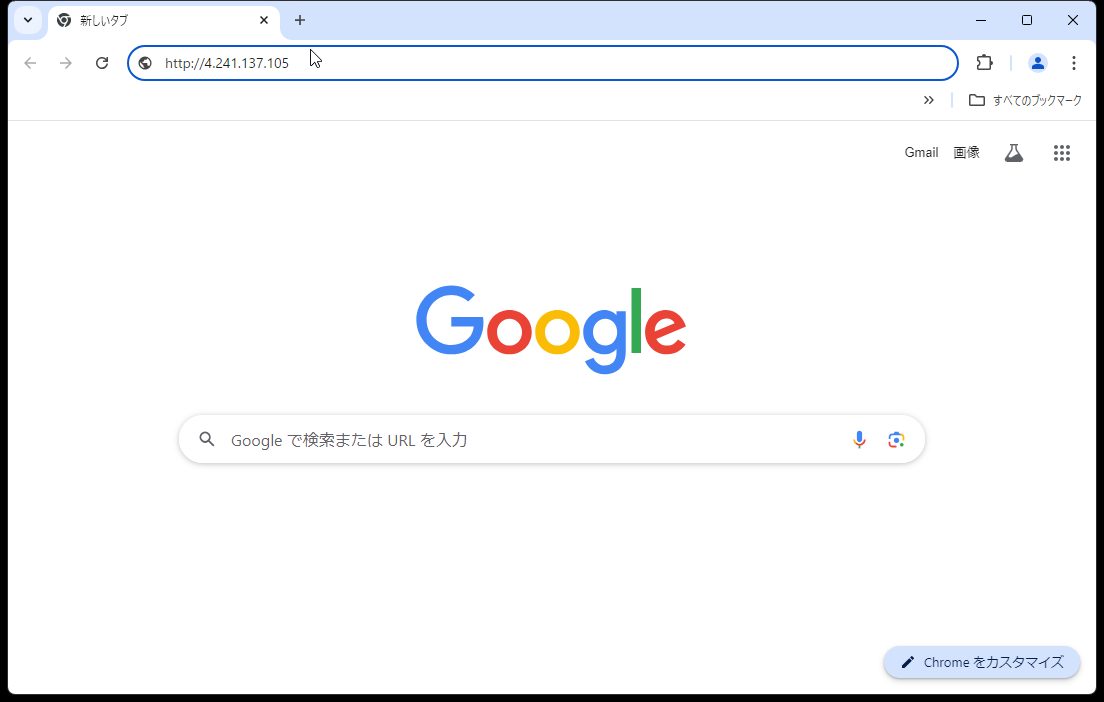 新しいタブ
http://4.241.137.105
すべてのブックマーク
Gmail 画像
Google
Google で検索または URL を入力
Chrome をカスタマイズ